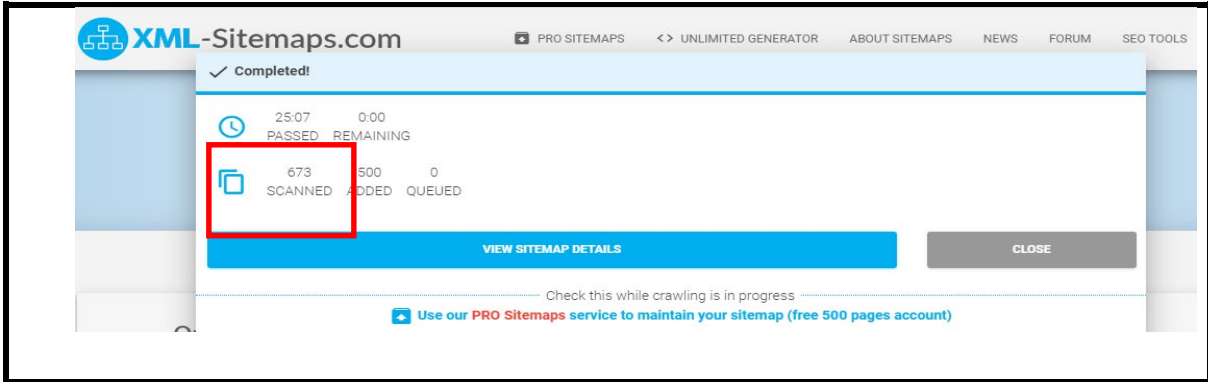 XML-Sitemaps.com PRO SITEMAPS <> UNLIMITED GENERATOR ABOUT SITEMAPS NEWS FORUM SEO TOOLS
Completed!
25:07 0:00
PASSED REMAINING
673 500 0
SCANNED ADDED QUEUED
VIEW SITEMAP DETAILS CLOSE
Check this while crawling is in progress
Use our PRO Sitemaps service to maintain your sitemap (free 500 pages account)